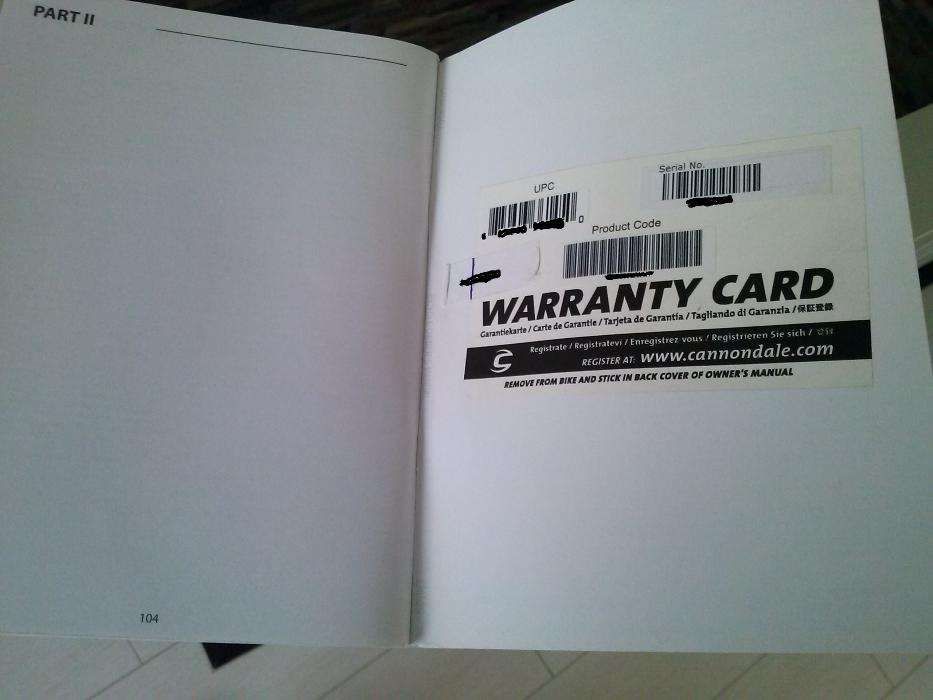 PART II
104
Serial No.
UPC
0
Product Code
WARRANTY CARD
Garantiekarte / Carte de Garantie / Tarjeta de Garantia / Tagliando di Garanzia / 保証登録
Registrate / Registratevi / Enregistrez vous / Registrieren Sie sich /
REGISTER AT: www.cannondale.com
REMOVE FROM BIKE AND STICK IN BACK COVER OF OWNER'S MANUAL